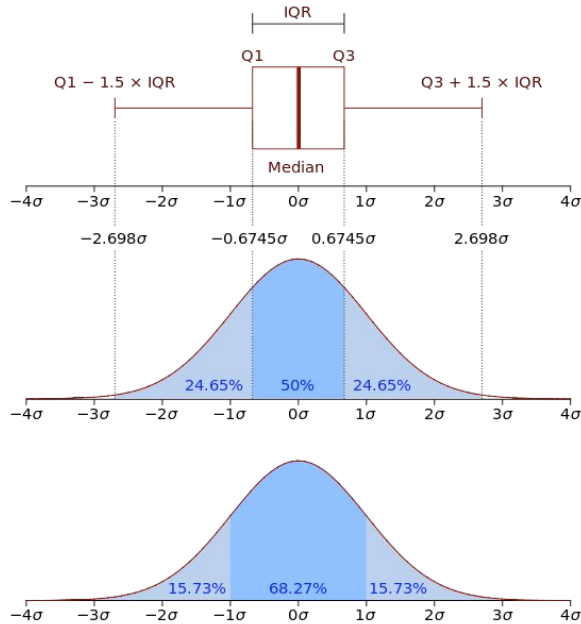 IQR
Q1 Q3
Q1 − 1.5 × IQR Q3 + 1.5 × IQR
Median
−4σ −3σ −2σ −1σ 0σ 1σ 2σ 3σ 4σ
−2.698σ −0.6745σ 0.6745σ 2.698σ
24.65% 50% 24.65%
−4σ −3σ −2σ −1σ 0σ 1σ 2σ 3σ 4σ
15.73% 68.27% 15.73%
−4σ −3σ −2σ −1σ 0σ 1σ 2σ 3σ 4σ